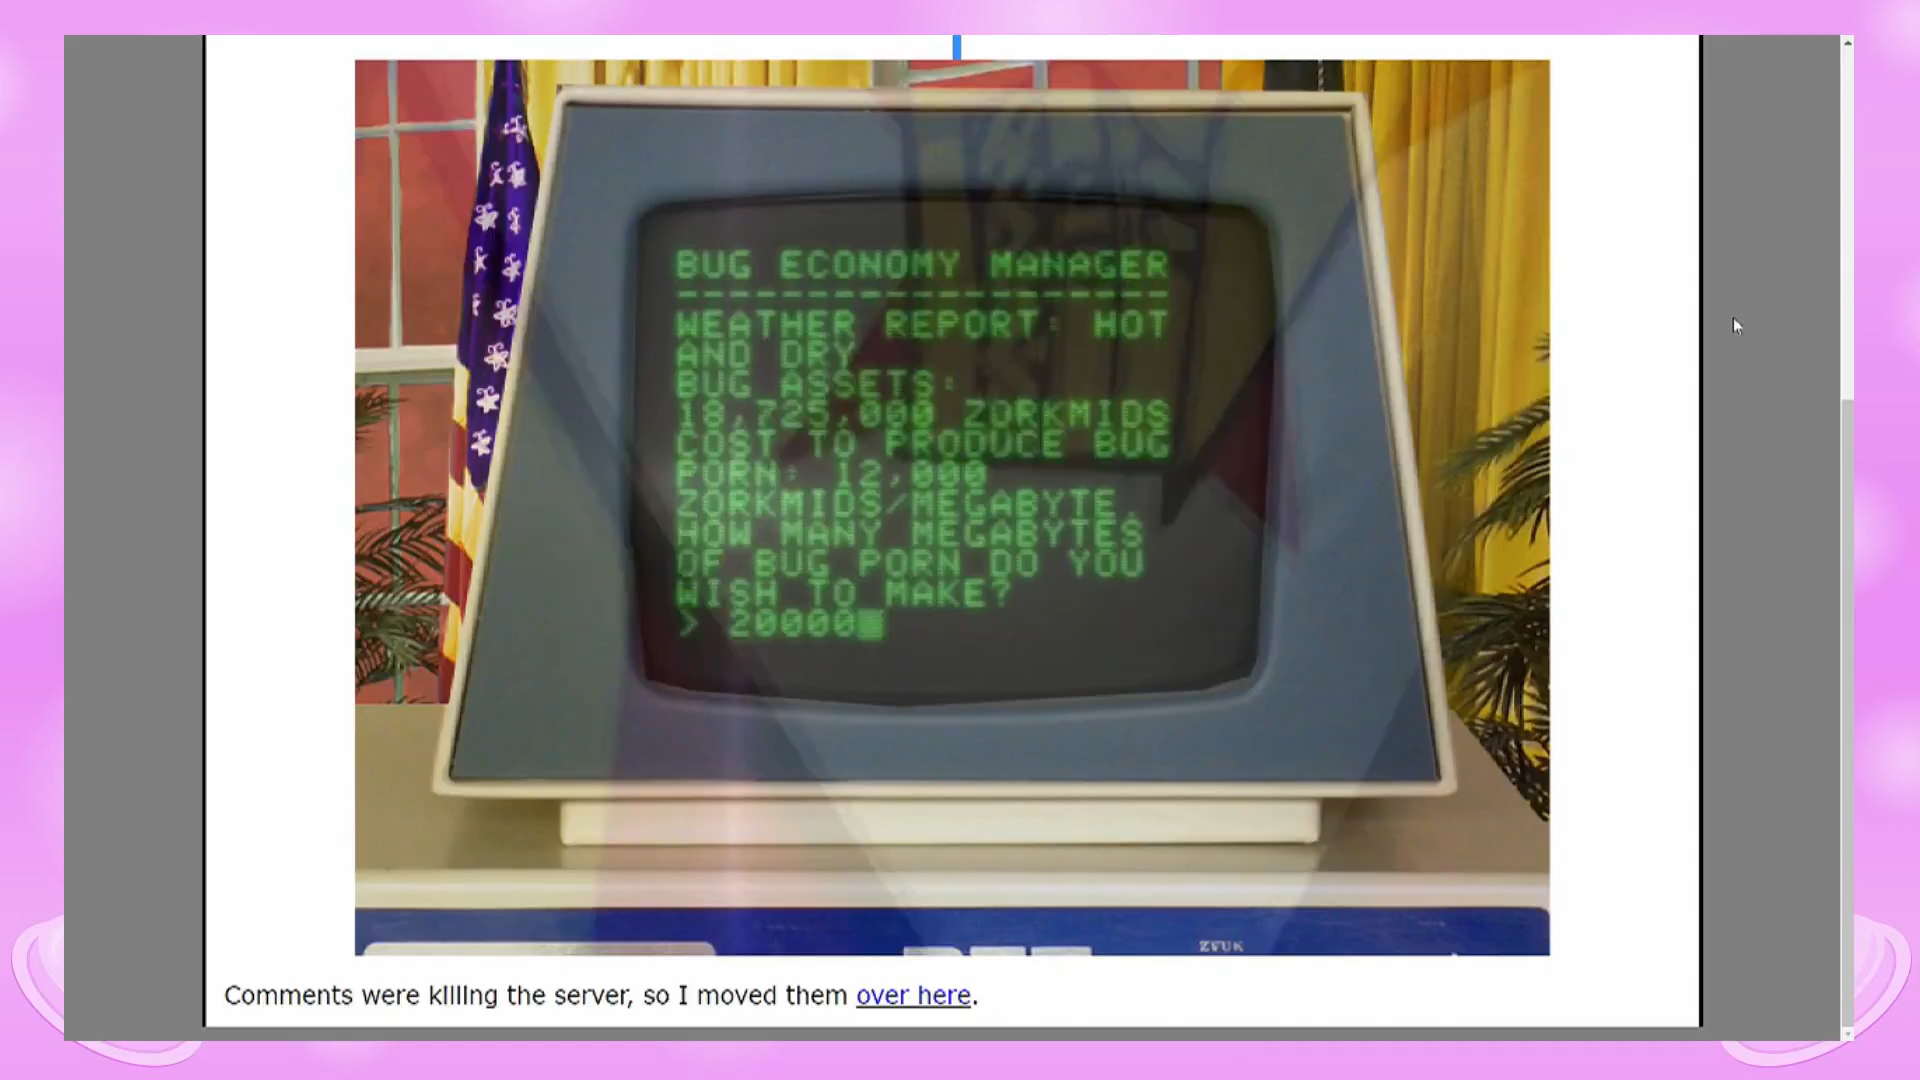 BUG ECONOMY MANAGER
-------------------
WEATHER REPORT: HOT
AND DRY
BUG ASSETS:
18,725,000 ZORKMIDS
COST TO PRODUCE BUG
PORN: 12,000
ZORKMIDS/MEGABYTE.
HOW MANY MEGABYTES
OF BUG PORN DO YOU
WISH TO MAKE?
> 20000
Comments were killing the server, so I moved them over here.